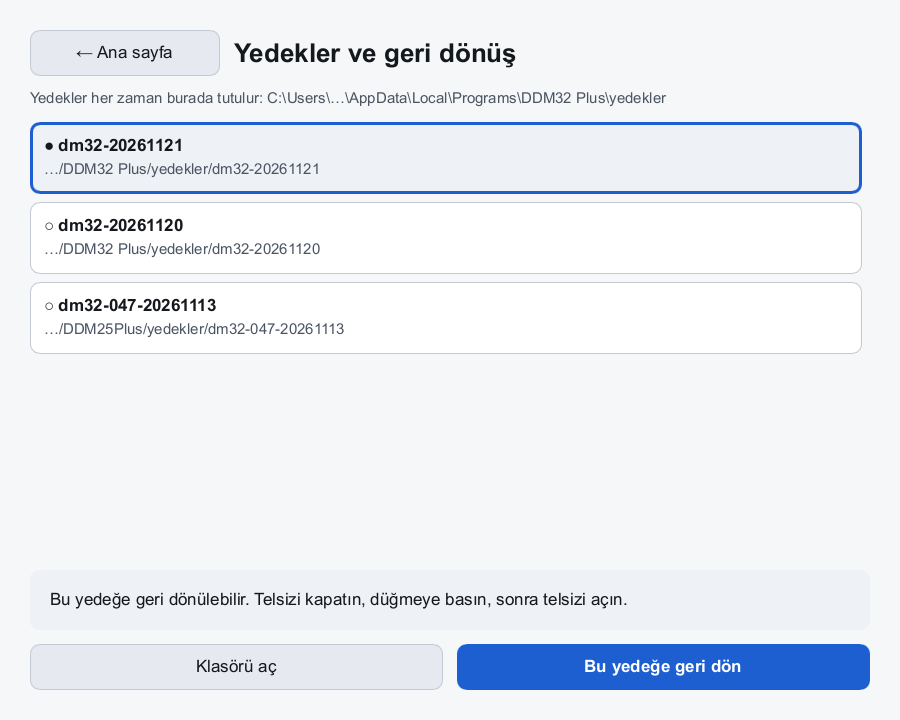 ← Ana sayfa
Yedekler ve geri dönüş
Yedekler her zaman burada tutulur: C:\Users\…\AppData\Local\Programs\DDM32 Plus\yedekler
● dm32-20261121
…/DDM32 Plus/yedekler/dm32-20261121
○ dm32-20261120
…/DDM32 Plus/yedekler/dm32-20261120
○ dm32-047-20261113
…/DDM25Plus/yedekler/dm32-047-20261113
Bu yedeğe geri dönülebilir. Telsizi kapatın, düğmeye basın, sonra telsizi açın.
Klasörü aç
Bu yedeğe geri dön